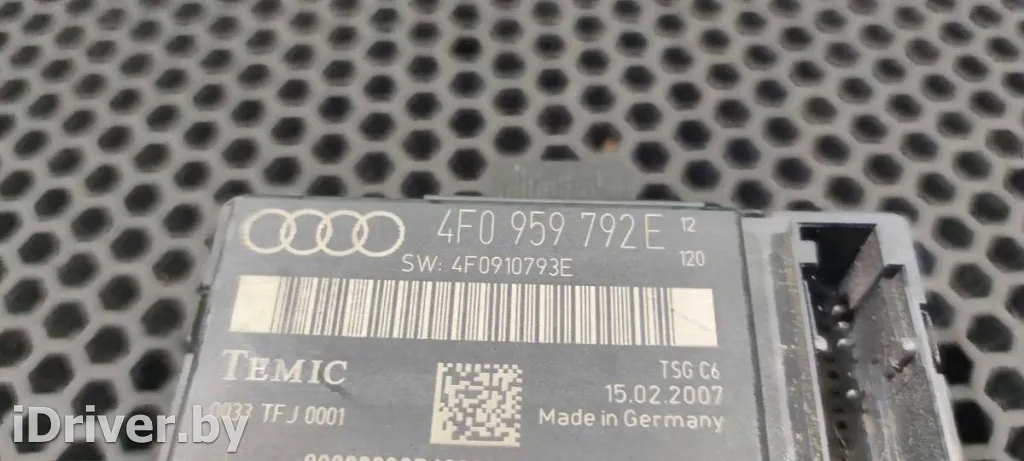 4F0 959 792E 12
SW: 4F0910793E 120
TEMIC
TSG C6
15.02.2007
0033 TFJ 0001
Made in Germany
iDriver.by